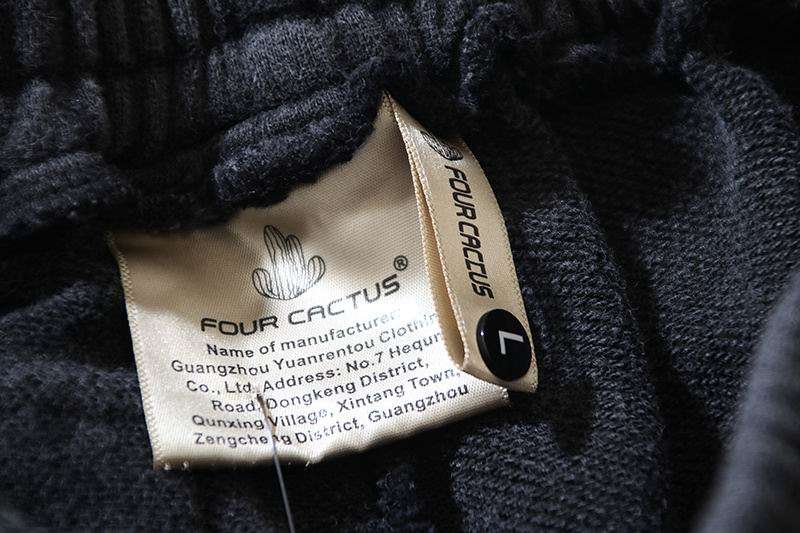 FOUR CACTUS®
Name of manufacturer:
Guangzhou Yuanrentou
Co., Ltd. Address: No.7
Road, Dongkeng District,
Qunxing Village, Xintang Town,
Zengcheng District, Guangzhou
FOUR CACTUS
L